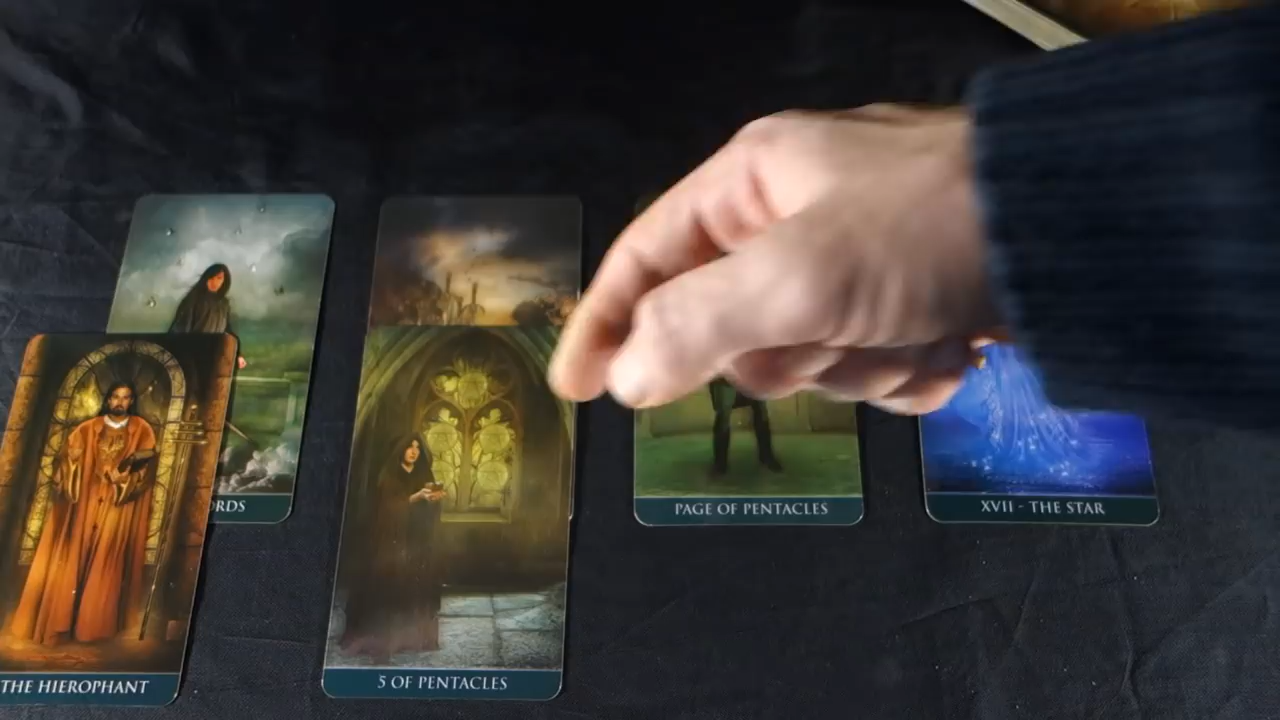 ORDS
PAGE OF PENTACLES
XVII - THE STAR
THE HIEROPHANT
5 OF PENTACLES